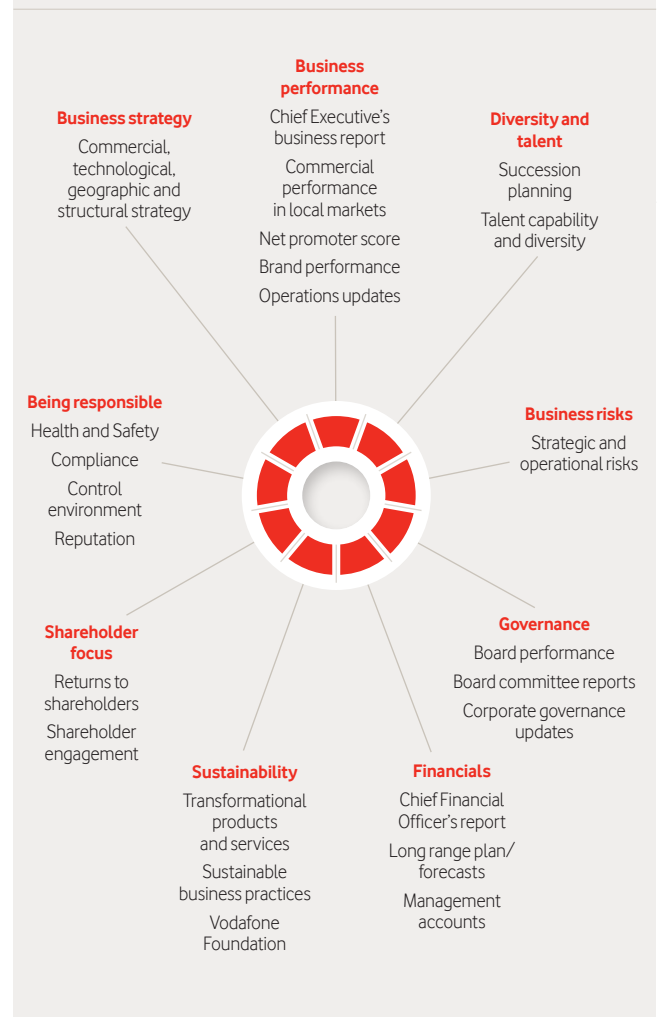 Business
performance
Chief Executive's
business report
Commercial
performance
in local markets
Net promoter score
Brand performance
Operations updates
Diversity and
talent
Succession
planning
Talent capability
and diversity
Business risks
Strategic and
operational risks
Governance
Board performance
Board committee reports
Corporate governance
updates
Financials
Chief Financial
Officer's report
Long range plan/
forecasts
Management
accounts
Sustainability
Transformational
products
and services
Sustainable
business practices
Vodafone
Foundation
Shareholder
focus
Returns to
shareholders
Shareholder
engagement
Being responsible
Health and Safety
Compliance
Control
environment
Reputation
Business strategy
Commercial,
technological,
geographic and
structural strategy